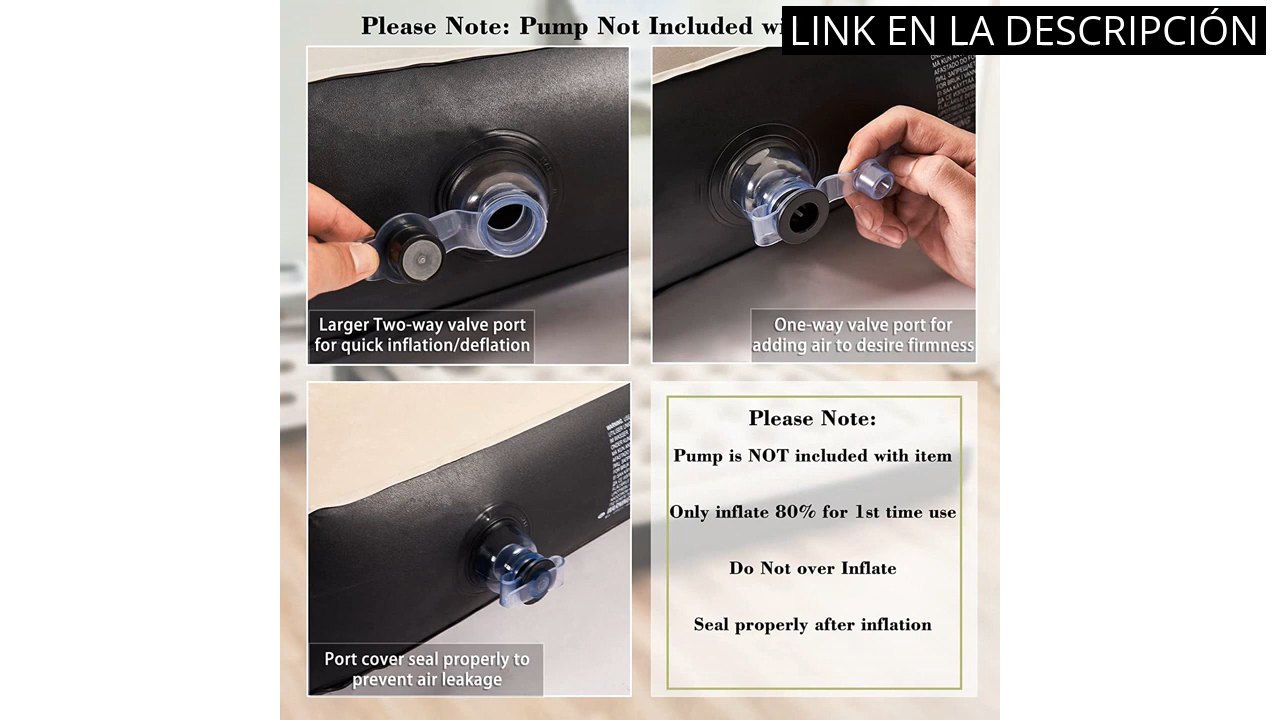 Please Note: Pump Not Included
LINK EN LA DESCRIPCIÓN
Larger Two-way valve port
for quick inflation/deflation
One-way valve port for
adding air to desire firmness
Port cover seal properly to
prevent air leakage
Please Note:
Pump is NOT included with item
Only inflate 80% for 1st time use
Do Not over Inflate
Seal properly after inflation